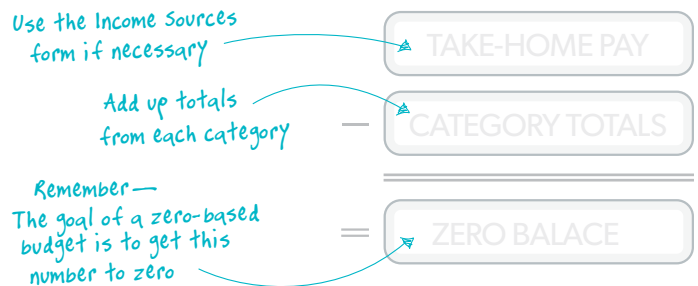 Use the Income Sources
form if necessary
TAKE-HOME PAY
Add up totals
from each category
— CATEGORY TOTALS
Remember—
The goal of a zero-based
budget is to get this
number to zero
= ZERO BALACE